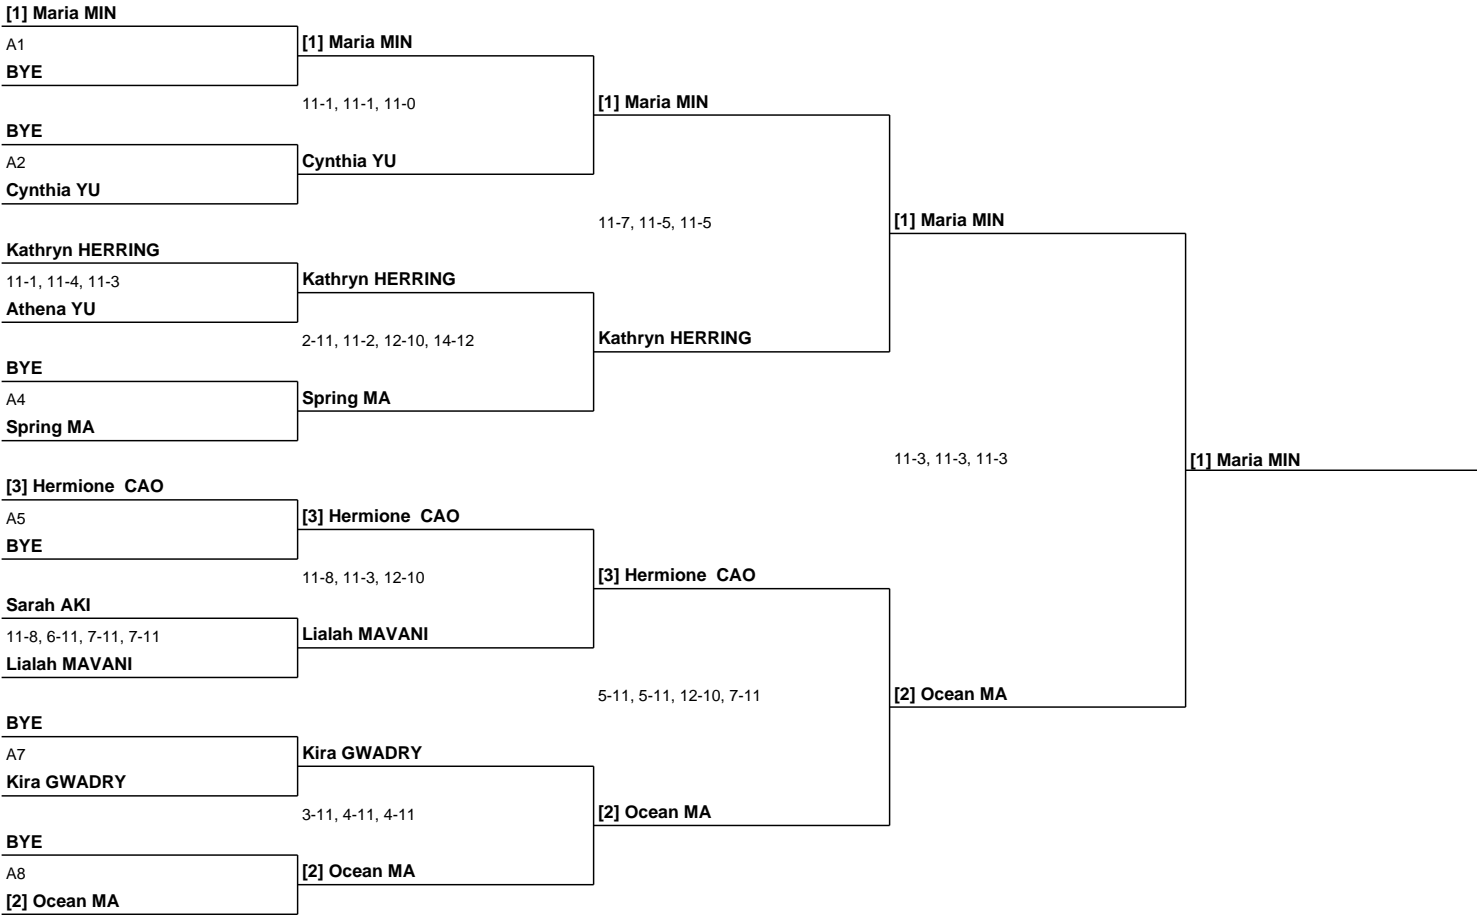 [1] Maria MIN
A1
BYE
BYE
A2
Cynthia YU
Kathryn HERRING
11-1, 11-4, 11-3
Athena YU
BYE
A4
Spring MA
[3] Hermione  CAO
A5
BYE
Sarah AKI
11-8, 6-11, 7-11, 7-11
Lialah MAVANI
BYE
A7
Kira GWADRY
BYE
A8
[2] Ocean MA
[1] Maria MIN
11-1, 11-1, 11-0
Cynthia YU
Kathryn HERRING
2-11, 11-2, 12-10, 14-12
Spring MA
[3] Hermione  CAO
11-8, 11-3, 12-10
Lialah MAVANI
Kira GWADRY
3-11, 4-11, 4-11
[2] Ocean MA
[1] Maria MIN
11-7, 11-5, 11-5
Kathryn HERRING
[3] Hermione  CAO
5-11, 5-11, 12-10, 7-11
[2] Ocean MA
[1] Maria MIN
11-3, 11-3, 11-3
[2] Ocean MA
[1] Maria MIN